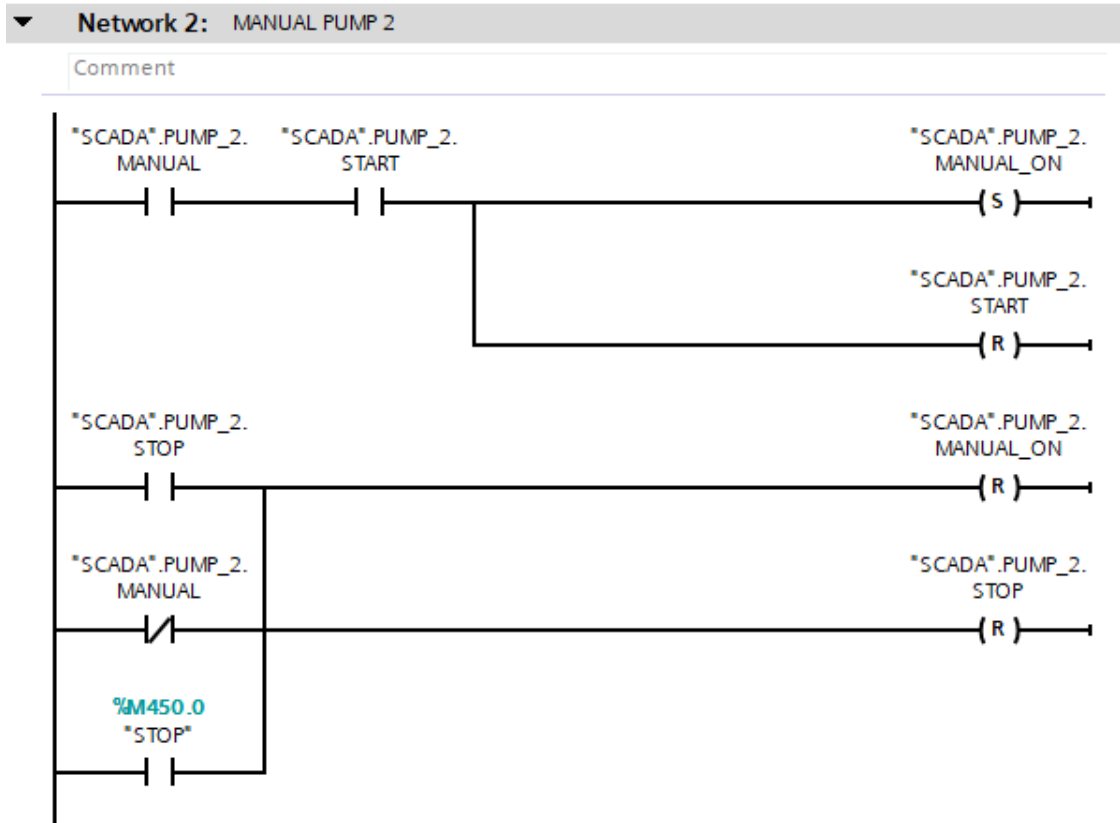 Network 2: MANUAL PUMP 2
Comment
"SCADA".PUMP_2. "SCADA".PUMP_2. "SCADA".PUMP_2.
MANUAL START MANUAL_ON
S
"SCADA".PUMP_2.
START
R
"SCADA".PUMP_2. "SCADA".PUMP_2.
STOP MANUAL_ON
R
"SCADA".PUMP_2. "SCADA".PUMP_2.
MANUAL STOP
R
%M450.0
"STOP"